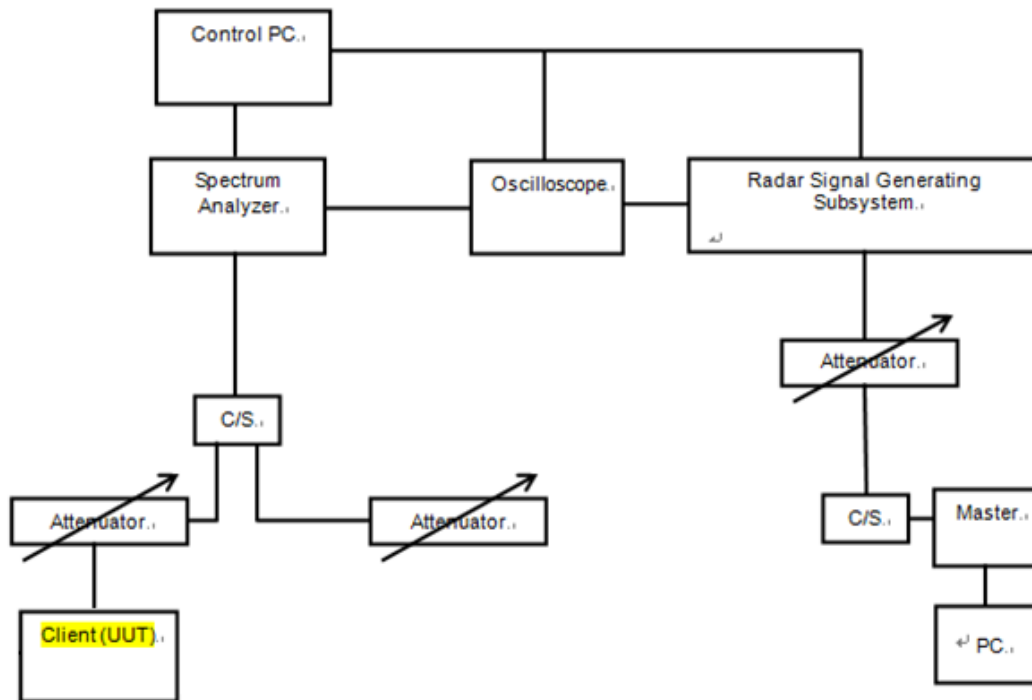 Control PC.
Spectrum
Analyzer.
Oscilloscope.
Radar Signal Generating
Subsystem.
Attenuator.
C/S.
Attenuator.
Attenuator.
C/S.
Master.
Client (UUT).
PC.